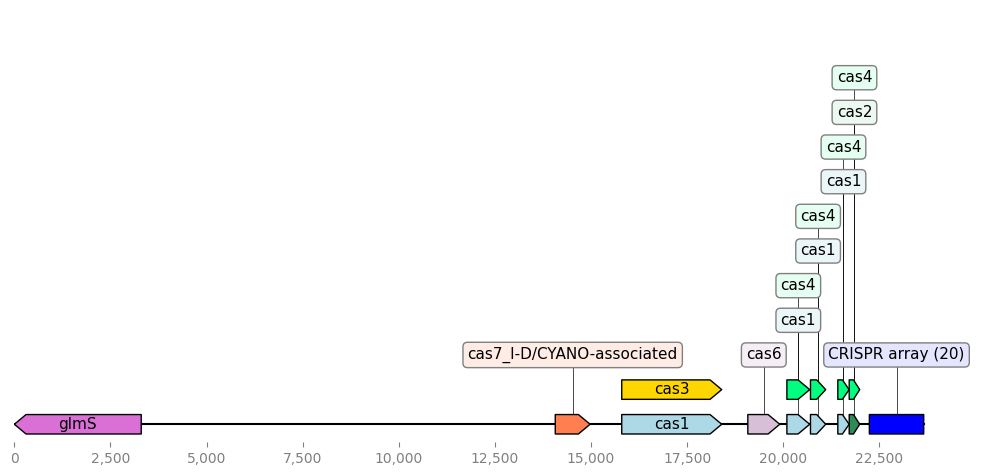 cas4
cas2
cas4
cas1
cas4
cas1
cas4
cas1
cas7_I-D/CYANO-associated
cas6
CRISPR array (20)
cas3
glmS
cas1
0
2,500
5,000
7,500
10,000
12,500
15,000
17,500
20,000
22,500